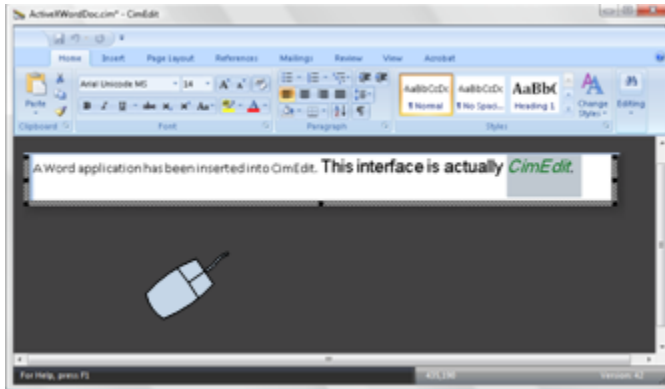 ActiveXWordDoc.cim* - CimEdit
Home Insert Page Layout References Mailings Review View Acrobat
Paste
Arial Unicode MS 14
Clipboard Font Paragraph Styles
AaBbCcDc AaBbCcDc AaBbC
¶ Normal ¶ No Spaci... Heading 1
Change Styles
Editing
A Word application has been inserted into CimEdit. This interface is actually CimEdit.
For Help, press F1